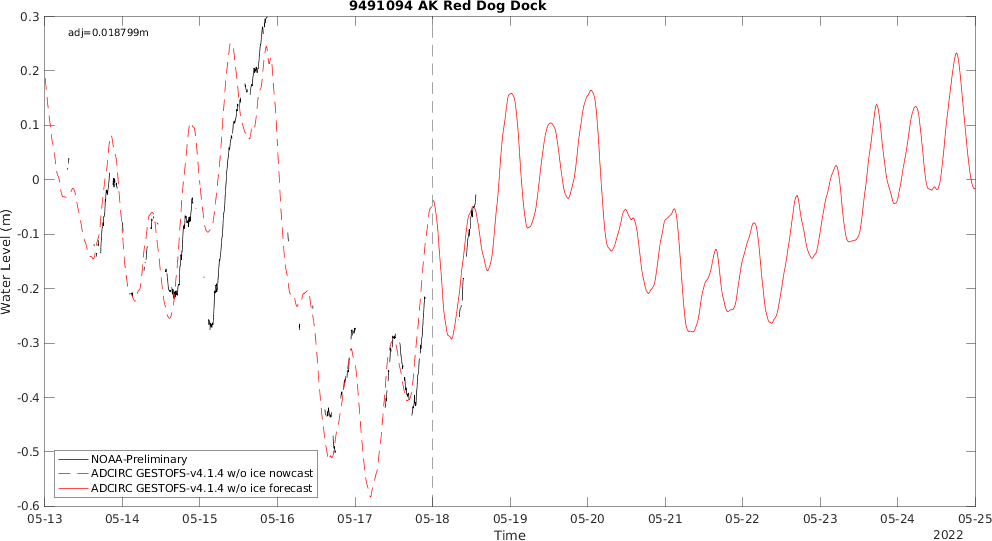 9491094 AK Red Dog Dock
adj=0.018799m
0.3
0.2
0.1
0
-0.1
-0.2
-0.3
-0.4
-0.5
-0.6
Water Level (m)
NOAA-Preliminary
ADCIRC GESTOFS-v4.1.4 w/o ice nowcast
ADCIRC GESTOFS-v4.1.4 w/o ice forecast
05-13 05-14 05-15 05-16 05-17 05-18 05-19 05-20 05-21 05-22 05-23 05-24 05-25
Time
2022